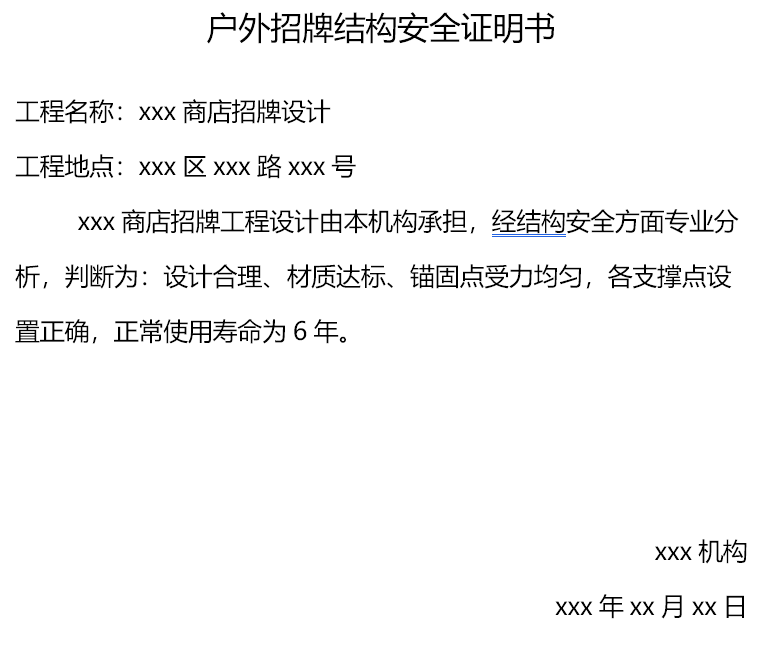 户外招牌结构安全证明书
工程名称：xxx 商店招牌设计
工程地点：xxx 区 xxx 路 xxx 号
xxx 商店招牌工程设计由本机构承担，经结构安全方面专业分
析，判断为：设计合理、材质达标、锚固点受力均匀，各支撑点设
置正确，正常使用寿命为 6 年。
xxx 机构
xxx 年 xx 月 xx 日